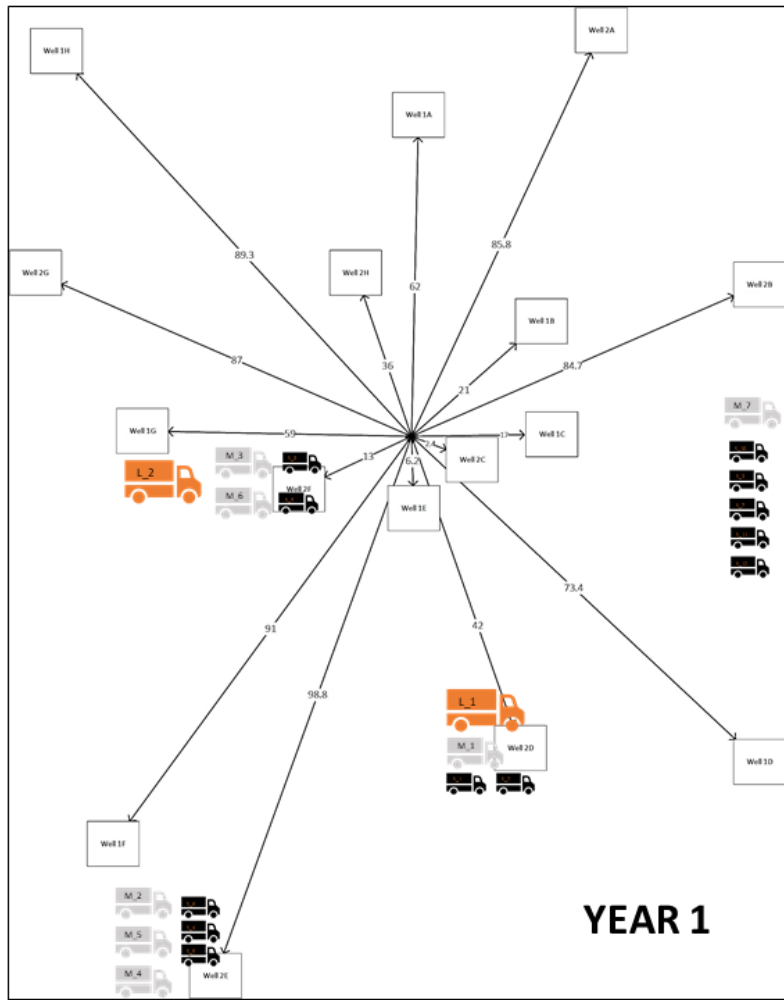 Well 2A
Well 1H
Well 1A
89.3
85.8
Well 2G
Well 2H
62
Well 2B
Well 1B
87
36
84.7
21
M_7
Well 1G
59
2.4
17
Well 1C
M_3
13
6.2
Well 2C
L_2
Well 2F
M_6
Well 1E
73.4
91
42
98.8
L_1
M_1
Well 2D
Well 1D
Well 1F
M_2
YEAR 1
M_5
M_4
Well 2E